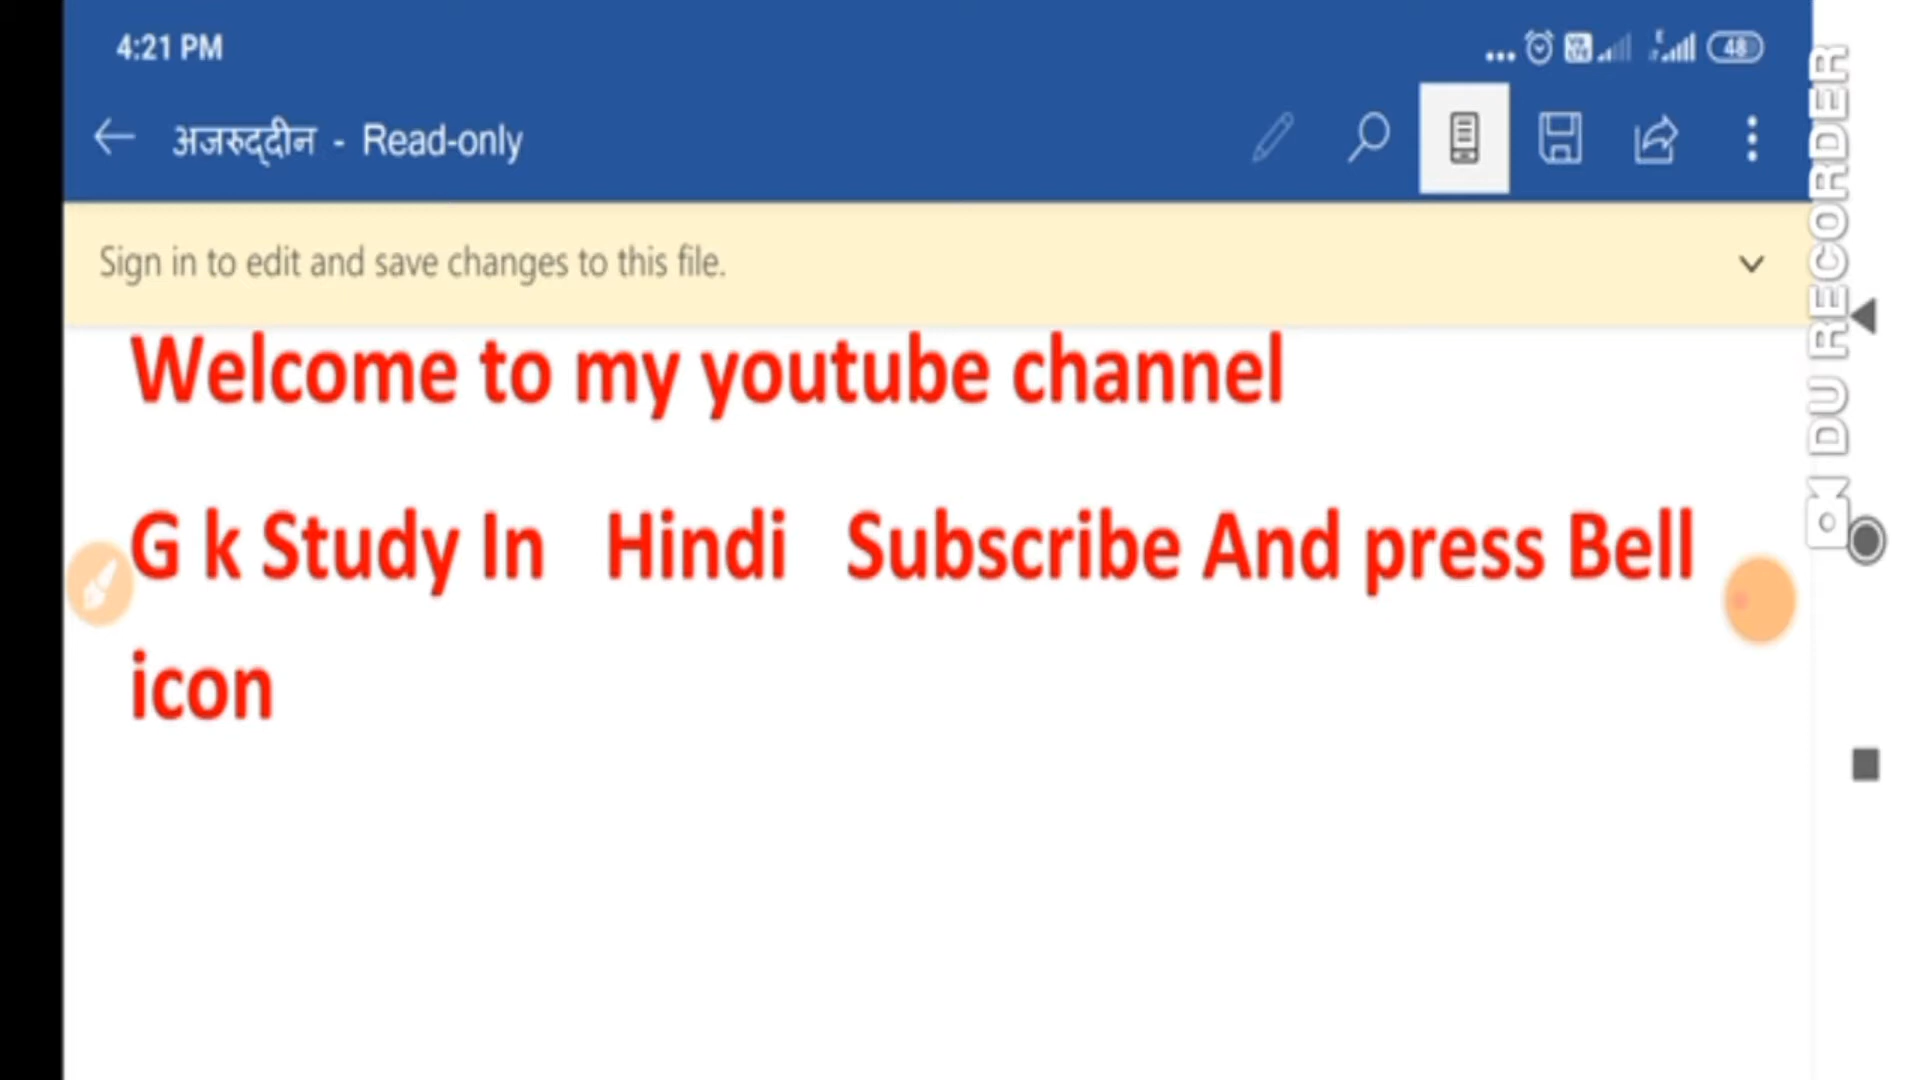 4:21 PM
48
अजरुद्दीन - Read-only
Sign in to edit and save changes to this file.
Welcome to my youtube channel
G k Study In Hindi Subscribe And press Bell
icon
DU RECORDER